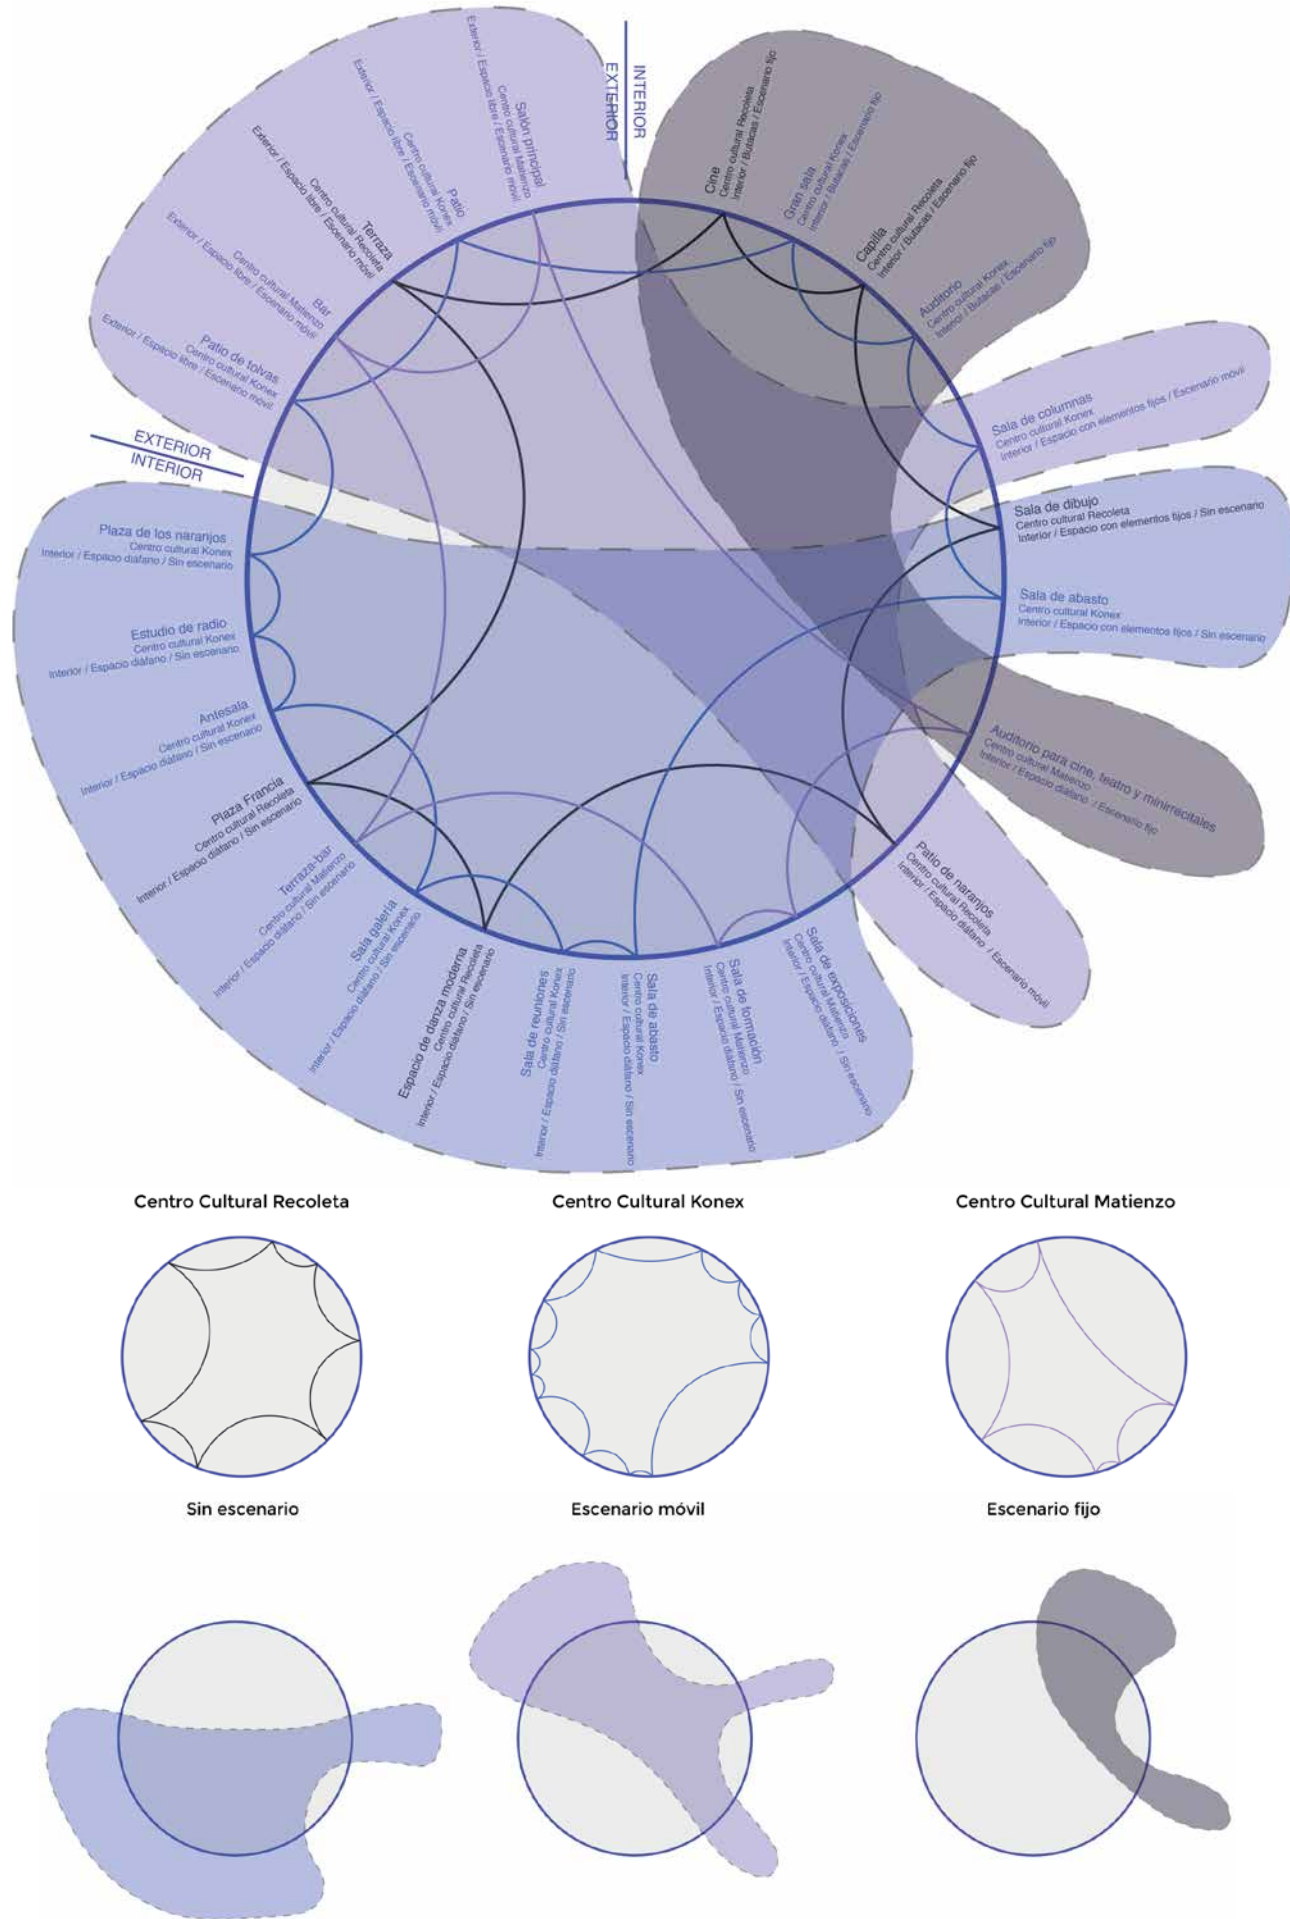 EXTERIOR
INTERIOR
Cine
Centro cultural Recoleta
Interior / Butacas / Escenario fijo
Gran sala
Centro cultural Konex
Interior / Butacas / Escenario fijo
Capilla
Centro cultural Recoleta
Interior / Butacas / Escenario fijo
Auditorio
Centro cultural Konex
Interior / Butacas / Escenario fijo
Sala de columnas
Centro cultural Konex
Interior / Espacio con elementos fijos / Escenario móvil
Sala de dibujo
Centro cultural Recoleta
Interior / Espacio con elementos fijos / Sin escenario
Sala de abasto
Centro cultural Konex
Interior / Espacio con elementos fijos / Sin escenario
Auditorio para cine, teatro y minirrecitales
Centro cultural Matienzo
Interior / Espacio diáfano / Escenario fijo
Patio de naranjos
Centro cultural Recoleta
Interior / Espacio diáfano / Escenario móvil
Sala de exposiciones
Centro cultural Matienzo
Interior / Espacio diáfano / Sin escenario
Sala de formación
Centro cultural Matienzo
Interior / Espacio diáfano / Sin escenario
Sala de abasto
Centro cultural Konex
Interior / Espacio diáfano / Sin escenario
Sala de reuniones
Centro cultural Konex
Interior / Espacio diáfano / Sin escenario
Espacio de danza moderna
Centro cultural Recoleta
Interior / Espacio diáfano / Sin escenario
Sala galería
Centro cultural Konex
Interior / Espacio diáfano / Sin escenario
Terraza-bar
Centro cultural Matienzo
Interior / Espacio diáfano / Sin escenario
Plaza Francia
Centro cultural Recoleta
Interior / Espacio diáfano / Sin escenario
Antesala
Centro cultural Konex
Interior / Espacio diáfano / Sin escenario
Estudio de radio
Centro cultural Konex
Interior / Espacio diáfano / Sin escenario
Plaza de los naranjos
Centro cultural Konex
Interior / Espacio diáfano / Sin escenario
EXTERIOR
INTERIOR
Patio de tolvas
Centro cultural Konex
Exterior / Espacio libre / Escenario móvil
Bar
Centro cultural Matienzo
Exterior / Espacio libre / Escenario móvil
Terraza
Centro cultural Recoleta
Exterior / Espacio libre / Escenario móvil
Patio
Centro cultural Konex
Exterior / Espacio libre / Escenario móvil
Salón principal
Centro cultural Matienzo
Exterior / Espacio libre / Escenario móvil
Centro Cultural Recoleta
Centro Cultural Konex
Centro Cultural Matienzo
Sin escenario
Escenario móvil
Escenario fijo